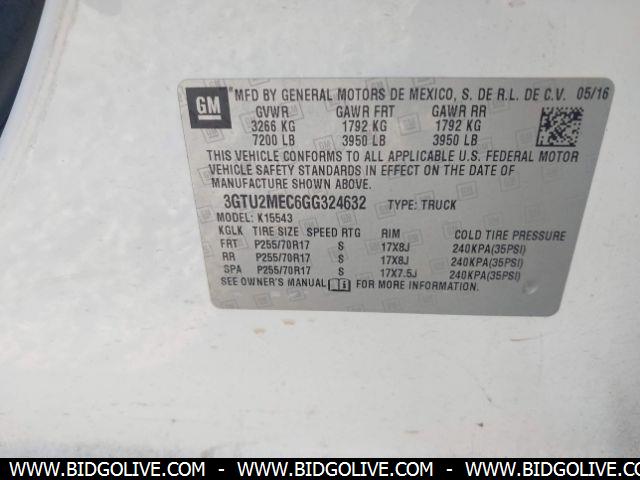 GM MFD BY GENERAL MOTORS DE MEXICO, S. DE R.L. DE C.V. 05/16
GVWR GAWR FRT GAWR RR
3266 KG 1792 KG 1792 KG
7200 LB 3950 LB 3950 LB
THIS VEHICLE CONFORMS TO ALL APPLICABLE U.S. FEDERAL MOTOR
VEHICLE SAFETY STANDARDS IN EFFECT ON THE DATE OF
MANUFACTURE SHOWN ABOVE.
3GTU2MEC6GG324632 TYPE: TRUCK
MODEL: K15543
KGLK TIRE SIZE SPEED RTG RIM COLD TIRE PRESSURE
FRT P255/70R17 S 17X8J 240KPA(35PSI)
RR P255/70R17 S 17X8J 240KPA(35PSI)
SPA P255/70R17 S 17X7.5J 240KPA(35PSI)
SEE OWNER'S MANUAL FOR MORE INFORMATION.
WWW.BIDGOLIVE.COM - WWW.BIDGOLIVE.COM - WWW.BIDGOLIVE.COM